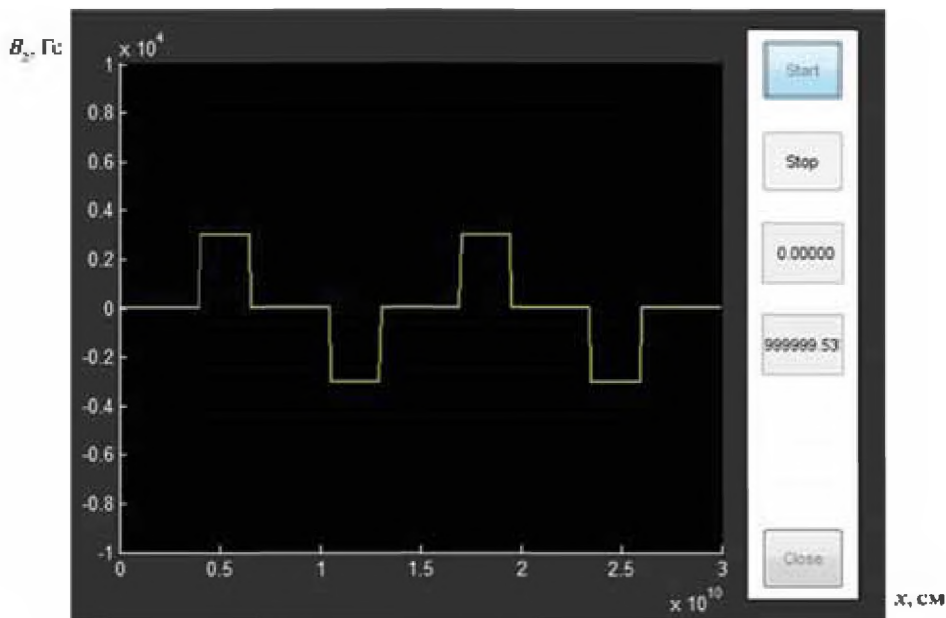 B_z, Гс
x 10^4
1
0.8
0.6
0.4
0.2
0
-0.2
-0.4
-0.6
-0.8
-1
0 0.5 1 1.5 2 2.5 3
x 10^10
x, см
Start
Stop
0.00000
999999.53
Close